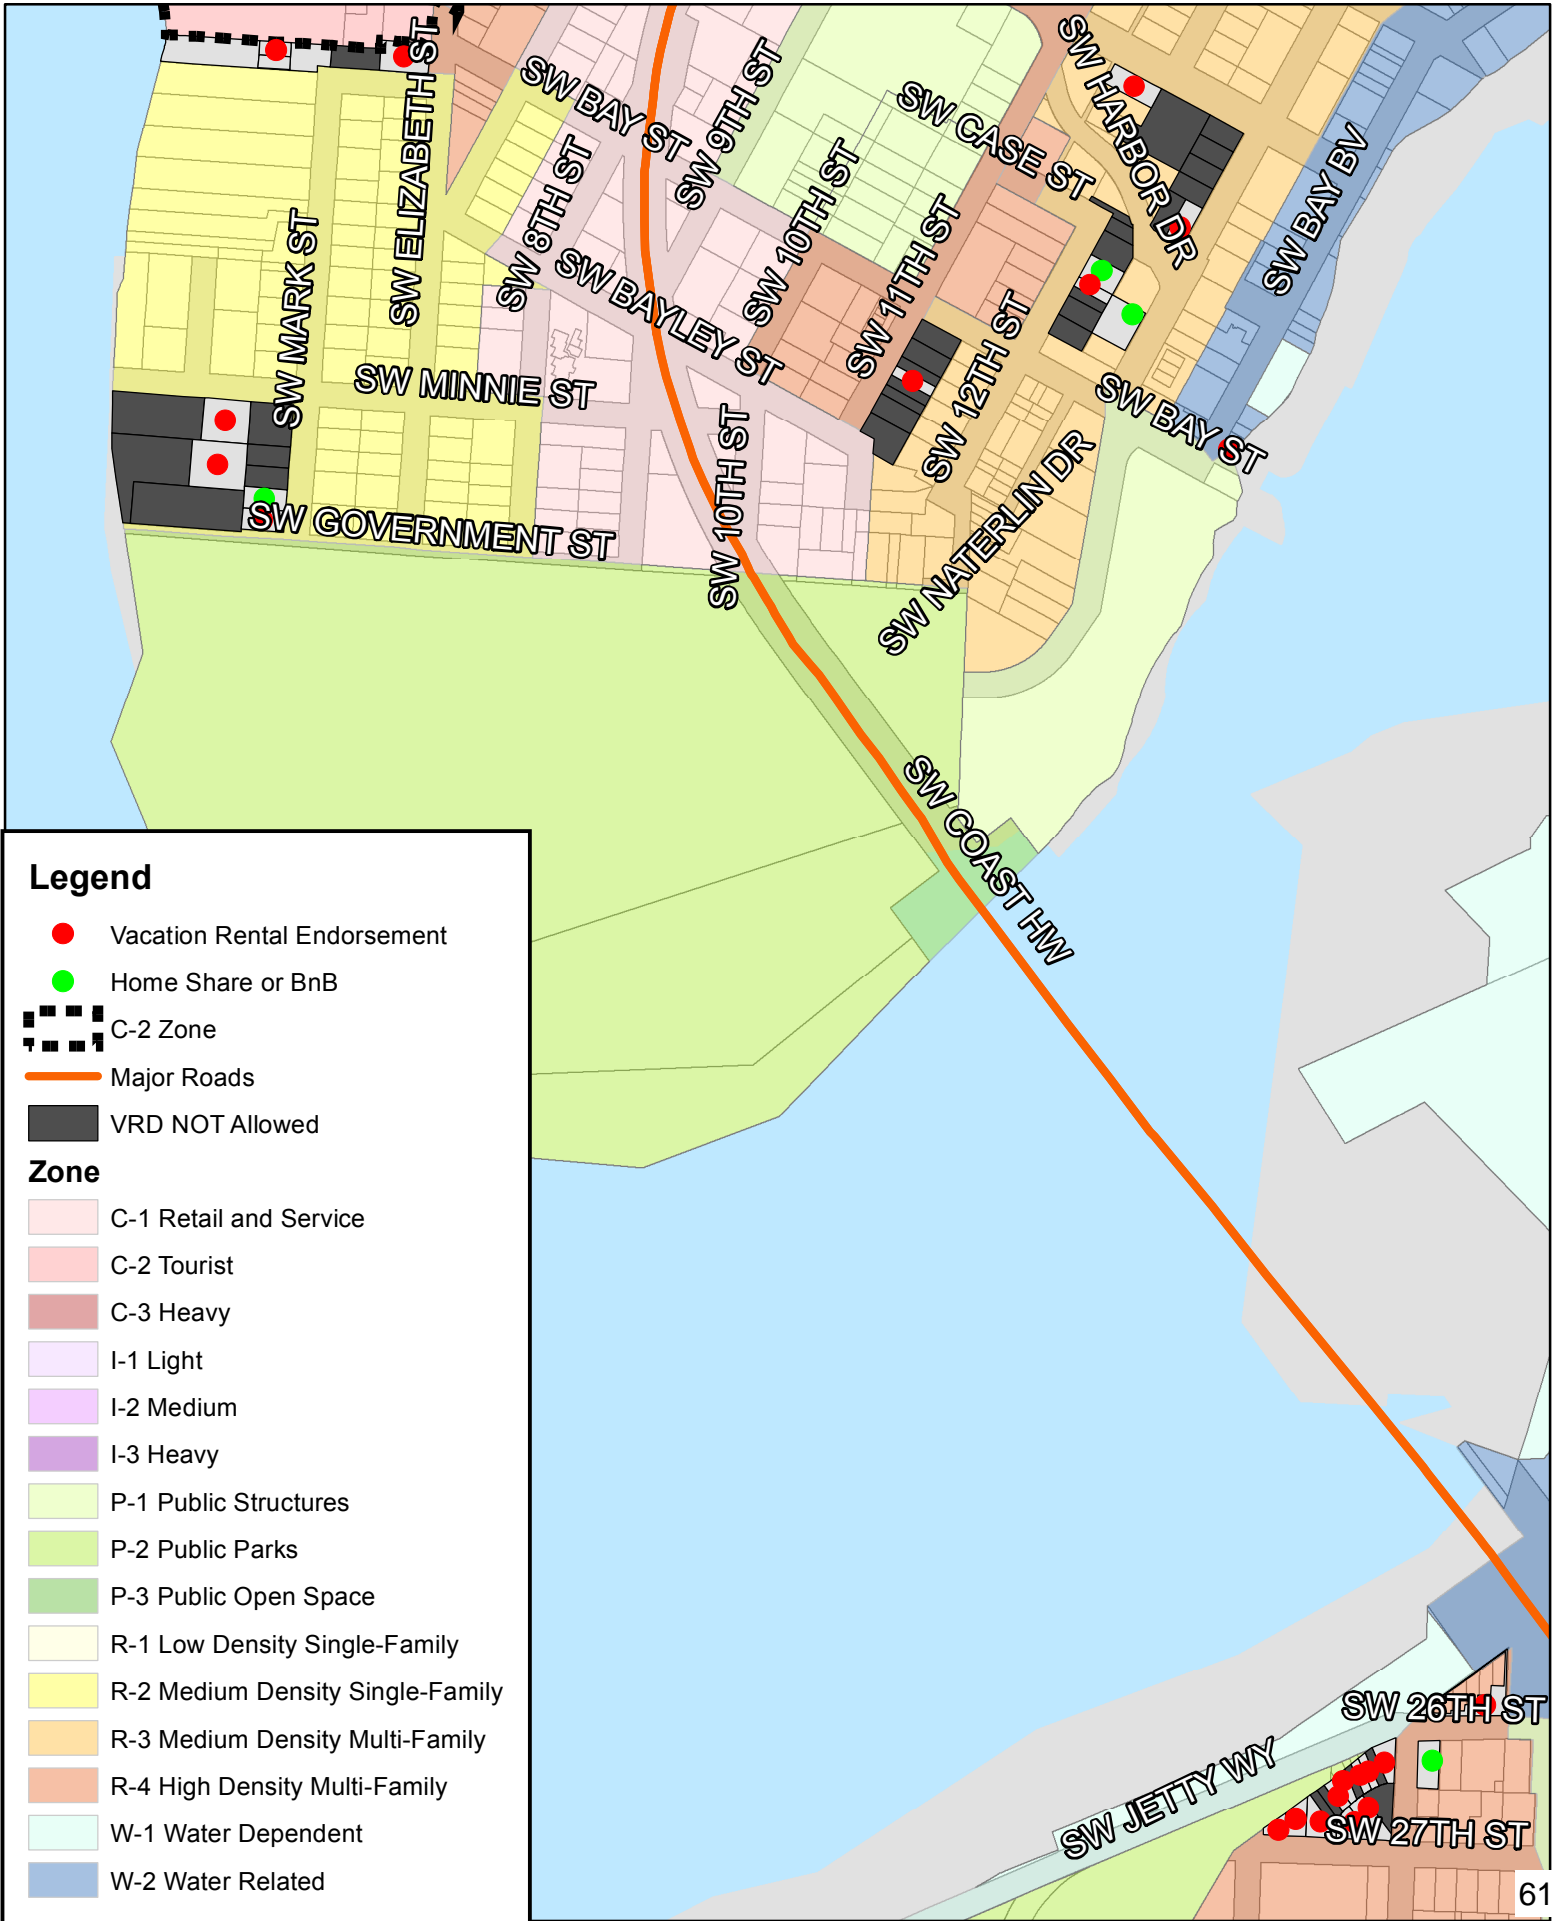 SW ELIZABETH ST
SW BAY ST
SW 9TH ST
SW CASE ST
SW HARBOR DR
SW BAY BV
SW 8TH ST
SW 10TH ST
SW 11TH ST
SW MARK ST
SW BAYLEY ST
SW 12TH ST
SW MINNIE ST
SW BAY ST
SW 10TH ST
SW NATERLIN DR
SW GOVERNMENT ST
SW COAST HW
Legend
Vacation Rental Endorsement
Home Share or BnB
C-2 Zone
Major Roads
VRD NOT Allowed
Zone
C-1 Retail and Service
C-2 Tourist
C-3 Heavy
I-1 Light
I-2 Medium
I-3 Heavy
P-1 Public Structures
P-2 Public Parks
P-3 Public Open Space
R-1 Low Density Single-Family
R-2 Medium Density Single-Family
R-3 Medium Density Multi-Family
R-4 High Density Multi-Family
W-1 Water Dependent
W-2 Water Related
SW 26TH ST
SW JETTY WY
SW 27TH ST
61